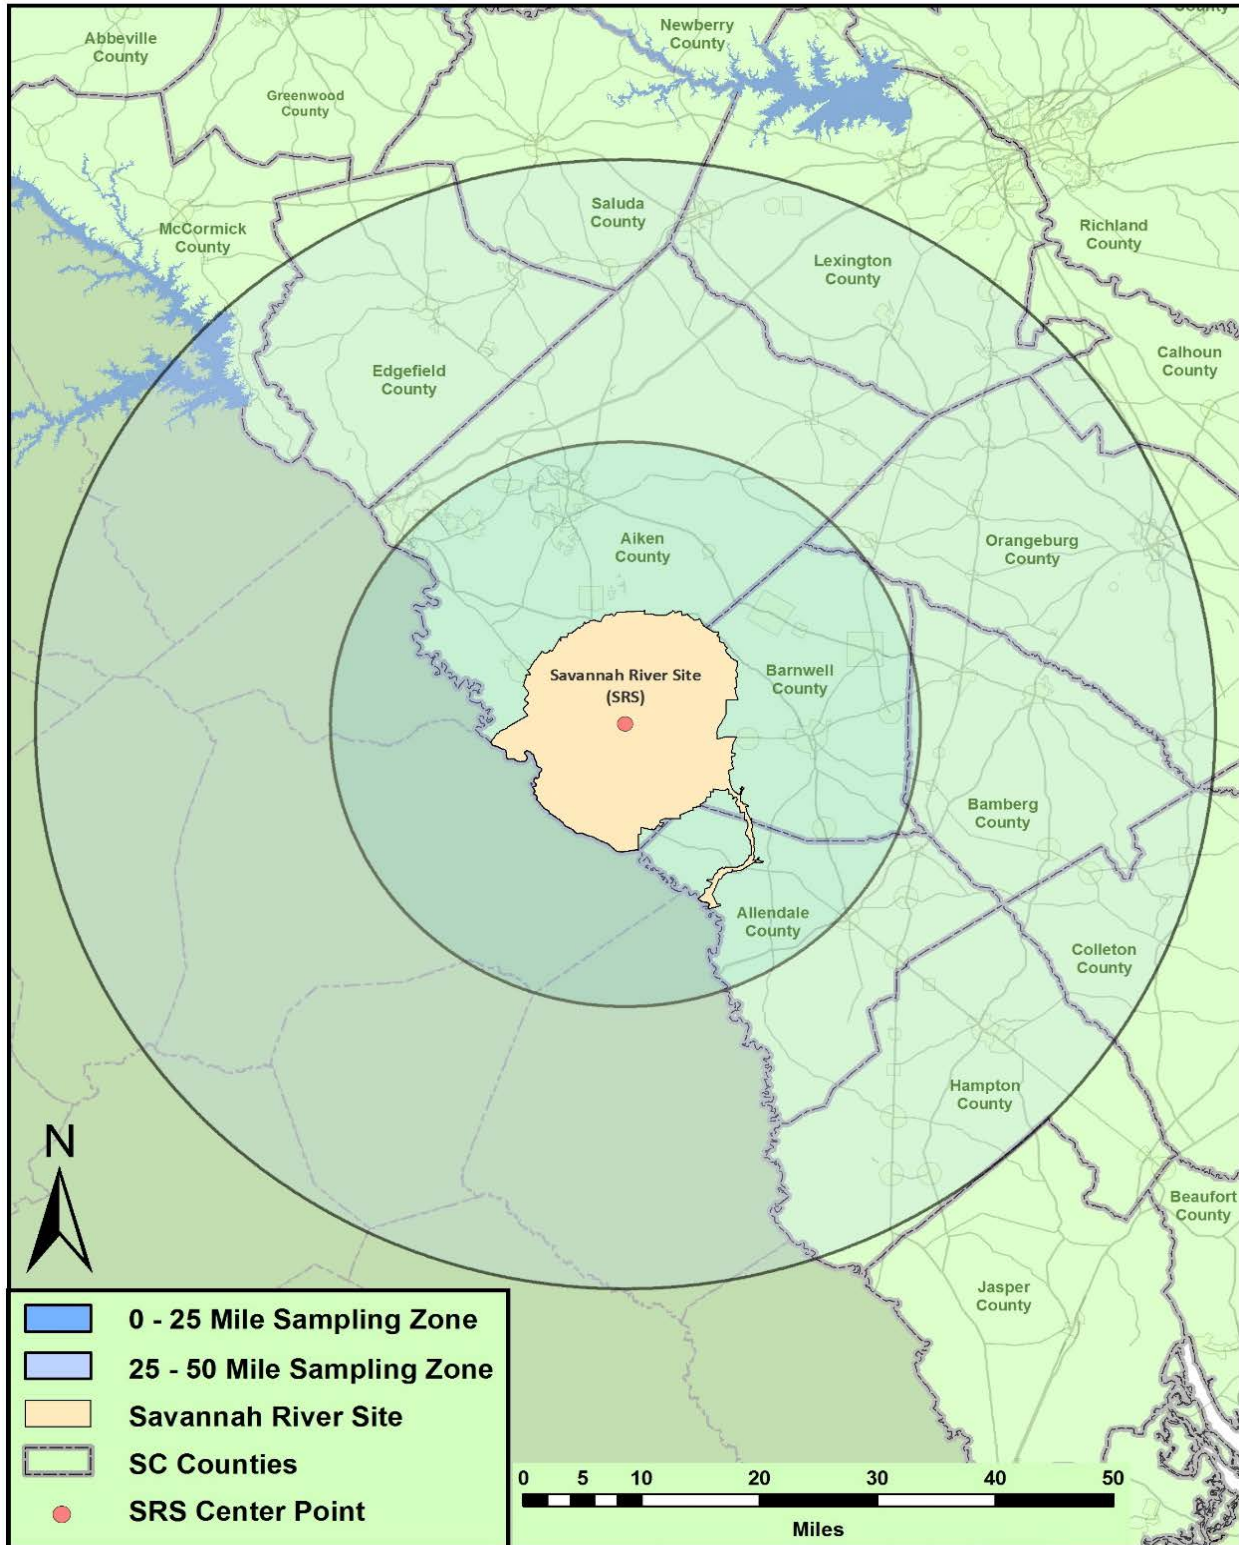 County
Abbeville
County
Newberry
County
Greenwood
County
Saluda
County
McCormick
County
Richland
County
Lexington
County
Calhoun
County
Edgefield
County
Aiken
County
Orangeburg
County
Savannah River Site
(SRS)
Barnwell
County
Bamberg
County
Allendale
County
Colleton
County
Hampton
County
Beaufort
County
Jasper
County
N
0 - 25 Mile Sampling Zone
25 - 50 Mile Sampling Zone
Savannah River Site
SC Counties
SRS Center Point
0 5 10 20 30 40 50
Miles